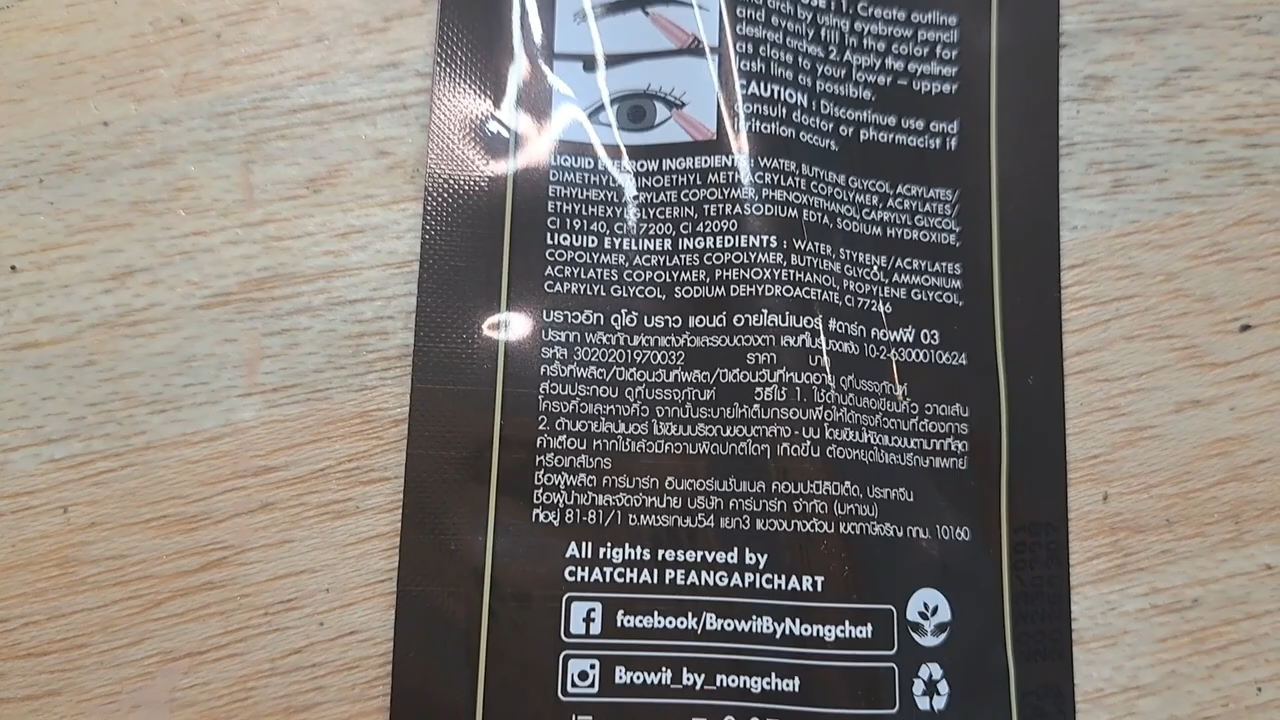 USE : 1. Create outline
and arch by using eyebrow pencil
and evenly fill in the color for
desired arches. 2. Apply the eyeliner
as close to your lower – upper
lash line as possible.
CAUTION : Discontinue use and
consult doctor or pharmacist if
irritation occurs.
LIQUID EYEBROW INGREDIENTS : WATER, BUTYLENE GLYCOL, ACRYLATES/
DIMETHYLAMINOETHYL METHACRYLATE COPOLYMER, ACRYLATES/
ETHYLHEXYL ACRYLATE COPOLYMER, PHENOXYETHANOL, CAPRYLYL GLYCOL,
ETHYLHEXYLGLYCERIN, TETRASODIUM EDTA, SODIUM HYDROXIDE,
CI 19140, CI 17200, CI 42090
LIQUID EYELINER INGREDIENTS : WATER, STYRENE/ACRYLATES
COPOLYMER, ACRYLATES COPOLYMER, BUTYLENE GLYCOL, AMMONIUM
ACRYLATES COPOLYMER, PHENOXYETHANOL, PROPYLENE GLYCOL,
CAPRYLYL GLYCOL, SODIUM DEHYDROACETATE, CI 77266
บราวอิท ดูโอ้ บราว แอนด์ อายไลน์เนอร์ #ดาร์ก คอฟฟี่ 03
ประเภท ผลิตภัณฑ์ตกแต่งคิ้วและรอบดวงตา เลขที่ใบรับจดแจ้ง 10-2-6300010624
รหัส 3020201970032 ราคา บาท
ครั้งที่ผลิต/ปีเดือนวันที่ผลิต/ปีเดือนวันที่หมดอายุ ดูที่บรรจุภัณฑ์
ส่วนประกอบ ดูที่บรรจุภัณฑ์ วิธีใช้ 1. ใช้ด้านดินสอเขียนคิ้ว วาดเส้น
โครงคิ้วและหางคิ้ว จากนั้นระบายให้เต็มกรอบเพื่อให้ได้ทรงคิ้วตามที่ต้องการ
2. ด้านอายไลน์เนอร์ ใช้เขียนบริเวณขอบตาล่าง - บน โดยเขียนให้ชิดแนวขนตามากที่สุด
คำเตือน หากใช้แล้วมีความผิดปกติใดๆ เกิดขึ้น ต้องหยุดใช้และปรึกษาแพทย์
หรือเภสัชกร
ชื่อผู้ผลิต คาร์มาร์ท อินเตอร์เนชั่นแนล คอมปะนีลิมิเต็ด, ประเทศจีน
ชื่อผู้นำเข้าและจัดจำหน่าย บริษัท คาร์มาร์ท จำกัด (มหาชน)
ที่อยู่ 81-81/1 ซ.เพชรเกษม54 แยก3 แขวงบางด้วน เขตภาษีเจริญ กทม. 10160
All rights reserved by
CHATCHAI PEANGAPICHART
facebook/BrowitByNongchat
Browit_by_nongchat